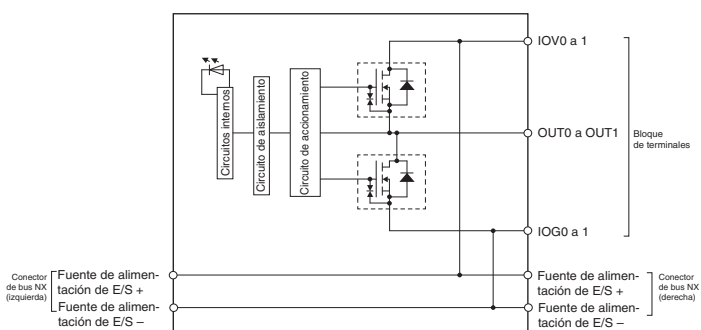 IOV0 a 1
Circuitos internos
Circuito de aislamiento
Circuito de accionamiento
OUT0 a OUT1
Bloque
de terminales
IOG0 a 1
Conector
de bus NX
(izquierda)
Fuente de alimen-
tación de E/S +
Fuente de alimen-
tación de E/S –
Fuente de alimen-
tación de E/S +
Fuente de alimen-
tación de E/S –
Conector
de bus NX
(derecha)